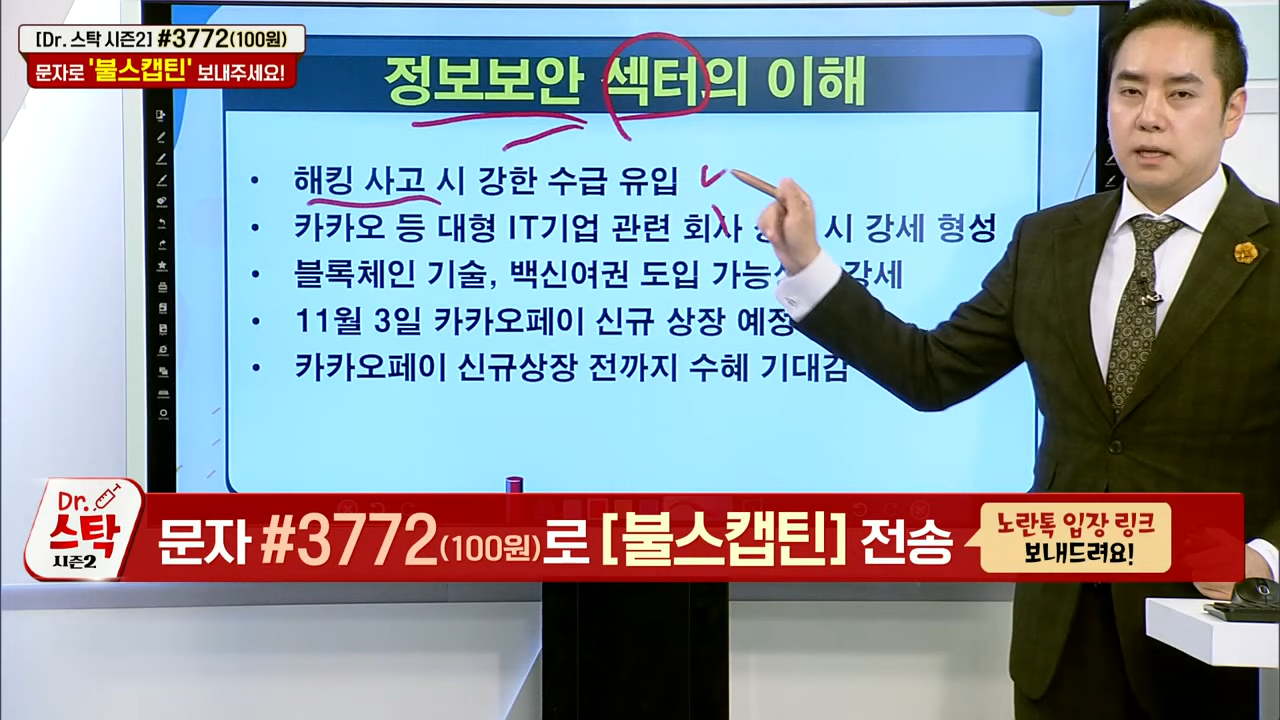 [Dr. 스탁 시즌2] #3772(100원)
문자로 '불스캡틴' 보내주세요!
정보보안 섹터의 이해
• 해킹 사고 시 강한 수급 유입
• 카카오 등 대형 IT기업 관련 회사 시 강세 형성
• 블록체인 기술, 백신여권 도입 강세
• 11월 3일 카카오페이 신규 상장 예정
• 카카오페이 신규상장 전까지 수혜 기대감
Dr.
스탁
시즌2
문자 #3772(100원)로 [불스캡틴] 전송
노란톡 입장 링크
보내드려요!